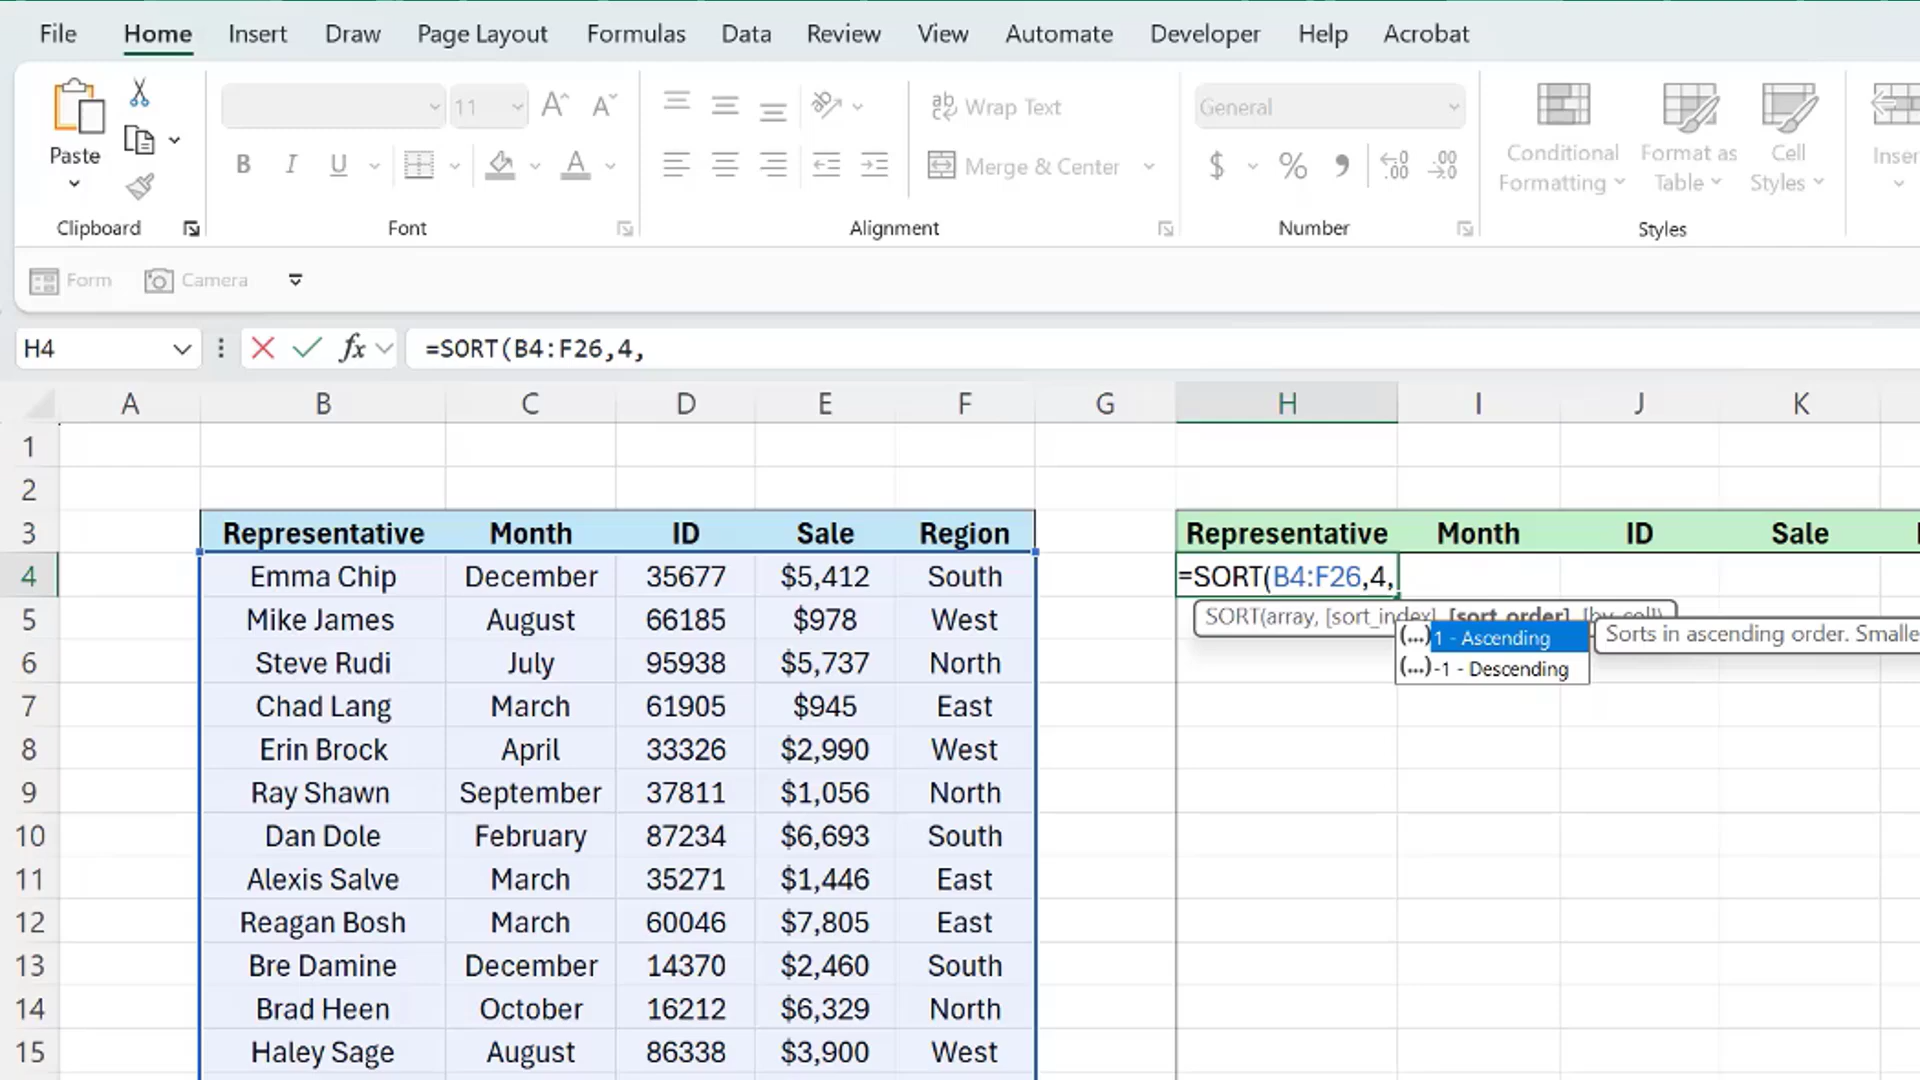 File Home Insert Draw Page Layout Formulas Data Review View Automate Developer Help Acrobat
Paste
Clipboard
11
B I U
Font
Wrap Text
Merge & Center
Alignment
General
$ % ,
Number
Conditional Formatting
Format as Table
Cell Styles
Styles
Form Camera
H4 fx =SORT(B4:F26,4,
A B C D E F G H I J K
1
2
3 Representative Month ID Sale Region Representative Month ID Sale
4 Emma Chip December 35677 $5,412 South =SORT(B4:F26,4,
5 Mike James August 66185 $978 West SORT(array, [sort_index], [sort_order], [by_col])
(...) 1 - Ascending Sorts in ascending order.
6 Steve Rudi July 95938 $5,737 North (...) -1 - Descending
7 Chad Lang March 61905 $945 East
8 Erin Brock April 33326 $2,990 West
9 Ray Shawn September 37811 $1,056 North
10 Dan Dole February 87234 $6,693 South
11 Alexis Salve March 35271 $1,446 East
12 Reagan Bosh March 60046 $7,805 East
13 Bre Damine December 14370 $2,460 South
14 Brad Heen October 16212 $6,329 North
15 Haley Sage August 86338 $3,900 West